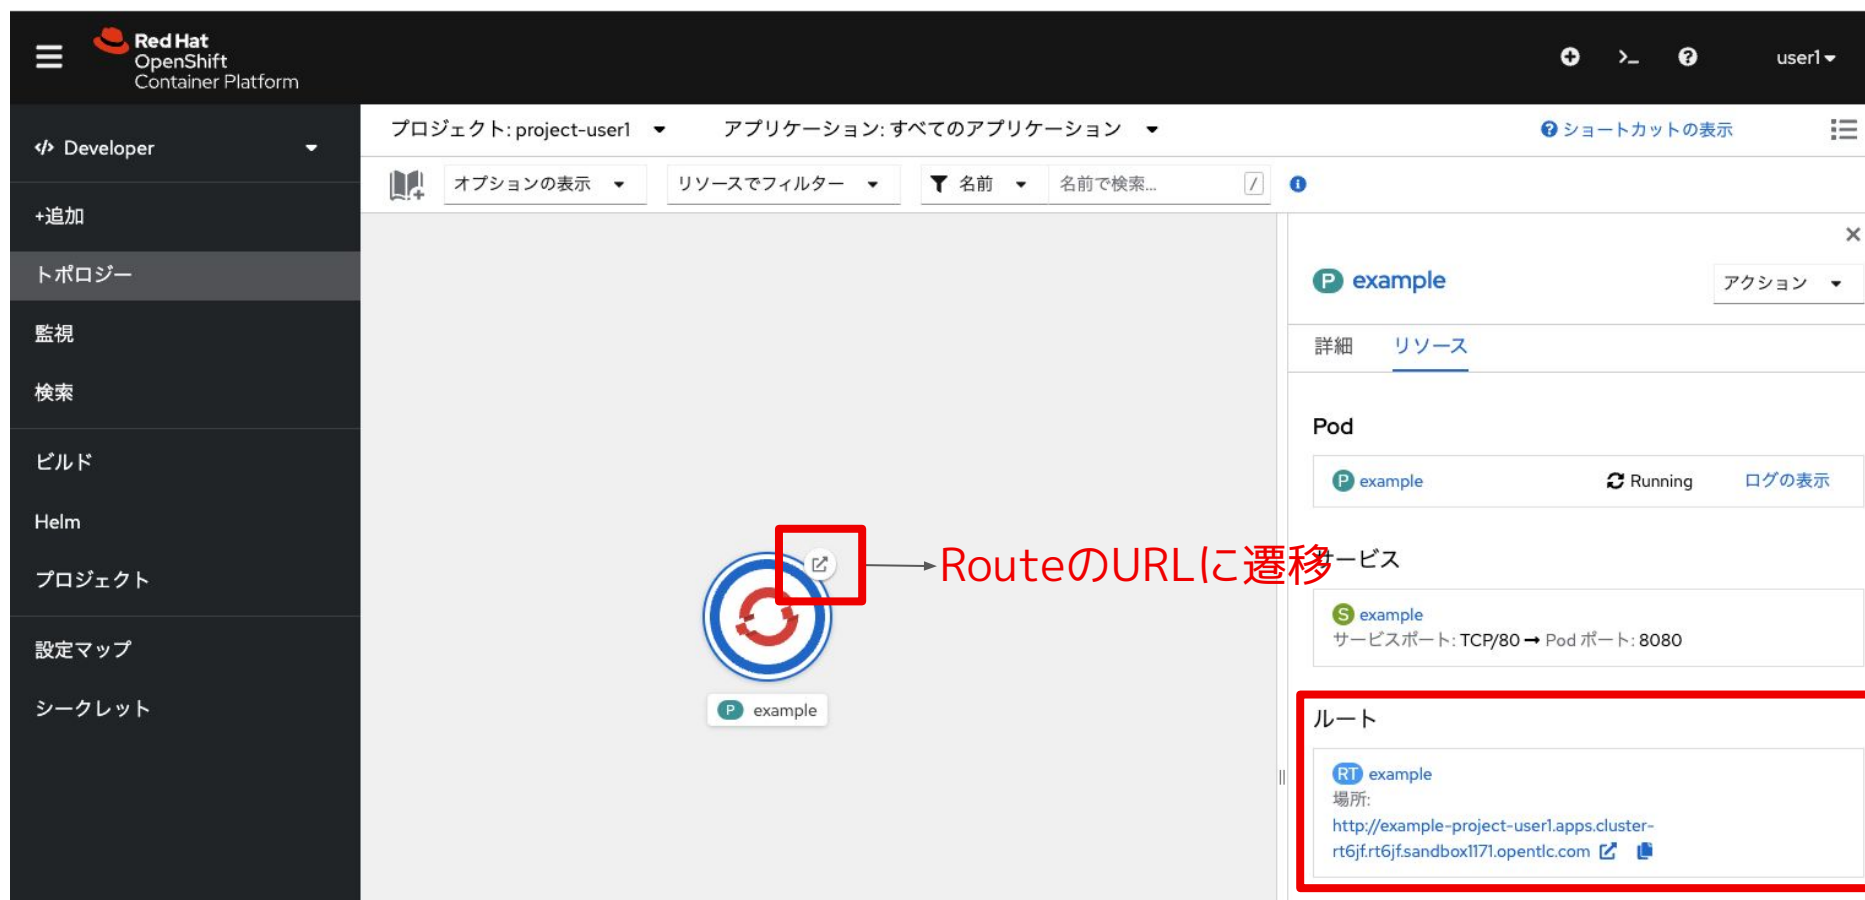 Red Hat
OpenShift
Container Platform
user1
Developer
+追加
トポロジー
監視
検索
ビルド
Helm
プロジェクト
設定マップ
シークレット
プロジェクト: project-user1
アプリケーション: すべてのアプリケーション
ショートカットの表示
オプションの表示
リソースでフィルター
名前
名前で検索...
/
RouteのURLに遷移
P example
P example
アクション
詳細
リソース
Pod
P example
Running
ログの表示
サービス
S example
サービスポート: TCP/80 → Pod ポート: 8080
ルート
RT example
場所:
http://example-project-user1.apps.cluster-
rt6jf.rt6jf.sandbox1171.opentlc.com